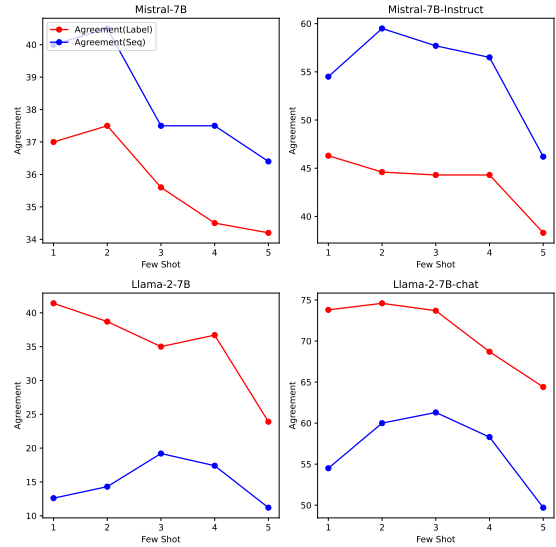 Mistral-7B
Agreement(Label)
Agreement(Seq)
Agreement
40
39
38
37
36
35
34
1 2 3 4 5
Few Shot
Mistral-7B-Instruct
Agreement
60
55
50
45
40
1 2 3 4 5
Few Shot
Llama-2-7B
Agreement
40
35
30
25
20
15
10
1 2 3 4 5
Few Shot
Llama-2-7B-chat
Agreement
75
70
65
60
55
50
1 2 3 4 5
Few Shot